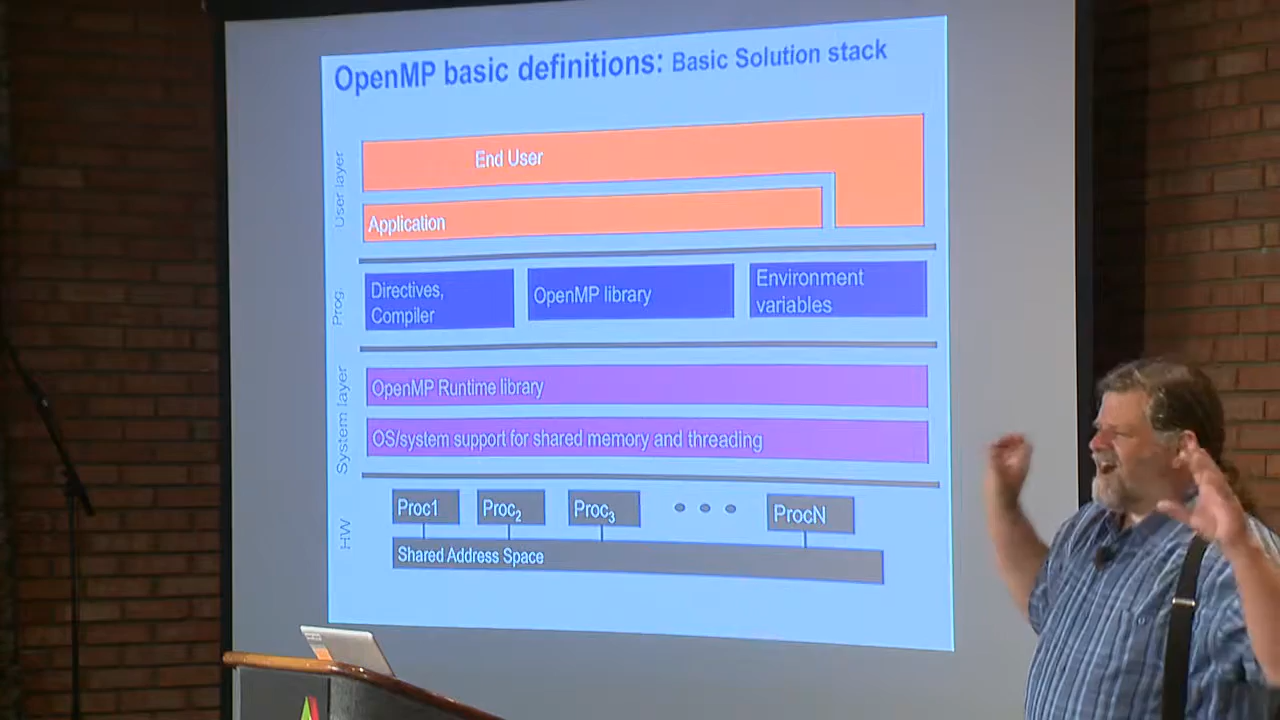 OpenMP basic definitions: Basic Solution stack
User layer
End User
Application
Prog.
Directives,
Compiler
OpenMP library
Environment
variables
System layer
OpenMP Runtime library
OS/system support for shared memory and threading
HW
Proc1
Proc2
Proc3
ProcN
Shared Address Space